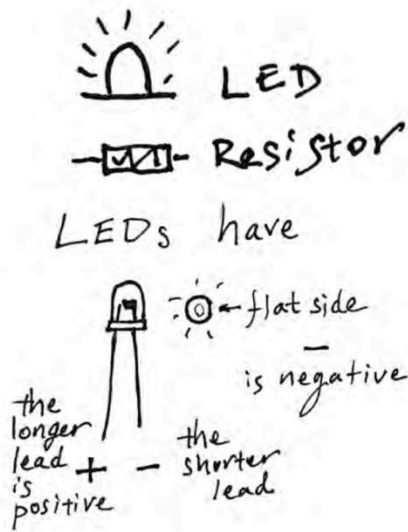 LED
Resistor
LEDs have
flat side
-
is negative
the
longer
lead
is
positive
+
-
the
shorter
lead